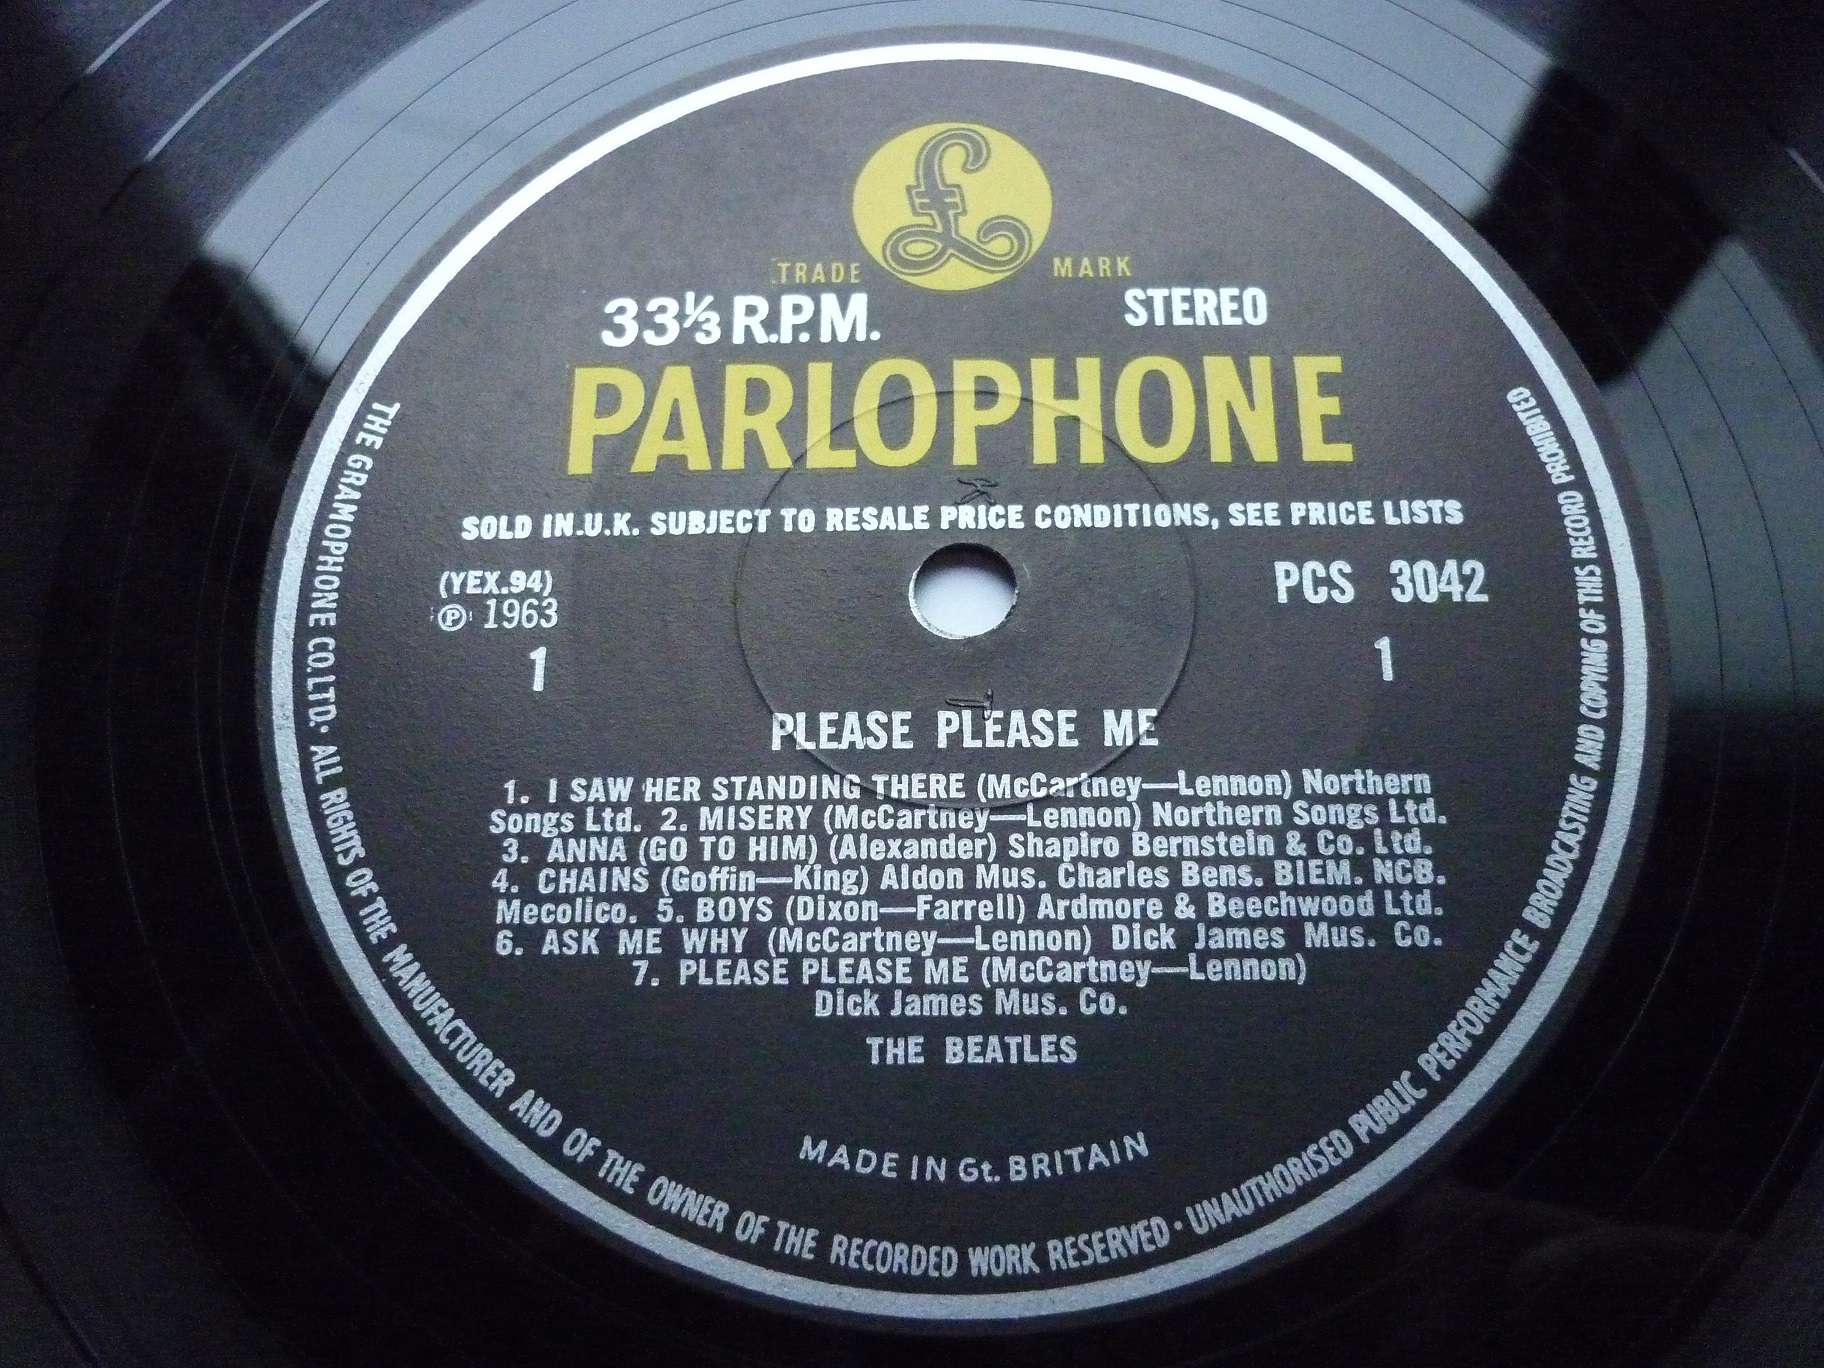 £
TRADE MARK
33⅓ R.P.M. STEREO
PARLOPHONE
SOLD IN.U.K. SUBJECT TO RESALE PRICE CONDITIONS, SEE PRICE LISTS
(YEX.94) PCS 3042
Ⓟ 1963
1 1
PLEASE PLEASE ME
1. I SAW HER STANDING THERE (McCartney—Lennon) Northern
Songs Ltd. 2. MISERY (McCartney—Lennon) Northern Songs Ltd.
3. ANNA (GO TO HIM) (Alexander) Shapiro Bernstein & Co. Ltd.
4. CHAINS (Goffin—King) Aldon Mus. Charles Bens. BIEM. NCB.
Mecolico. 5. BOYS (Dixon—Farrell) Ardmore & Beechwood Ltd.
6. ASK ME WHY (McCartney—Lennon) Dick James Mus. Co.
7. PLEASE PLEASE ME (McCartney—Lennon)
Dick James Mus. Co.
THE BEATLES
MADE IN Gt. BRITAIN
THE GRAMOPHONE CO. LTD. · ALL RIGHTS OF THE MANUFACTURER AND OF THE OWNER OF THE RECORDED WORK RESERVED · UNAUTHORISED PUBLIC PERFORMANCE BROADCASTING AND COPYING OF THIS RECORD PROHIBITED